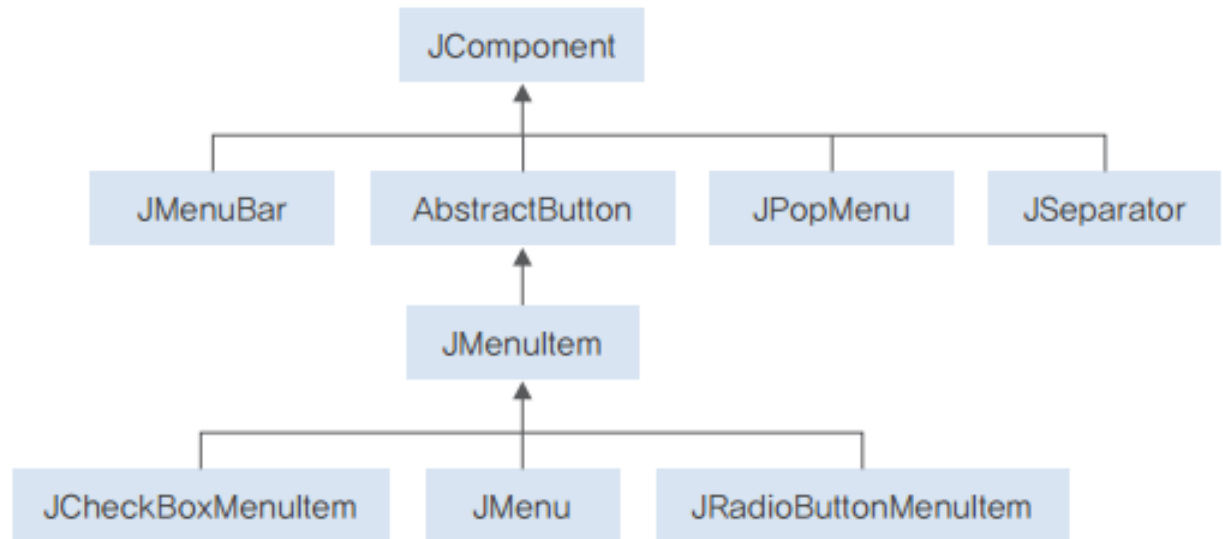 JComponent
JMenuBar
AbstractButton
JPopMenu
JSeparator
JMenuItem
JCheckBoxMenuItem
JMenu
JRadioButtonMenuItem